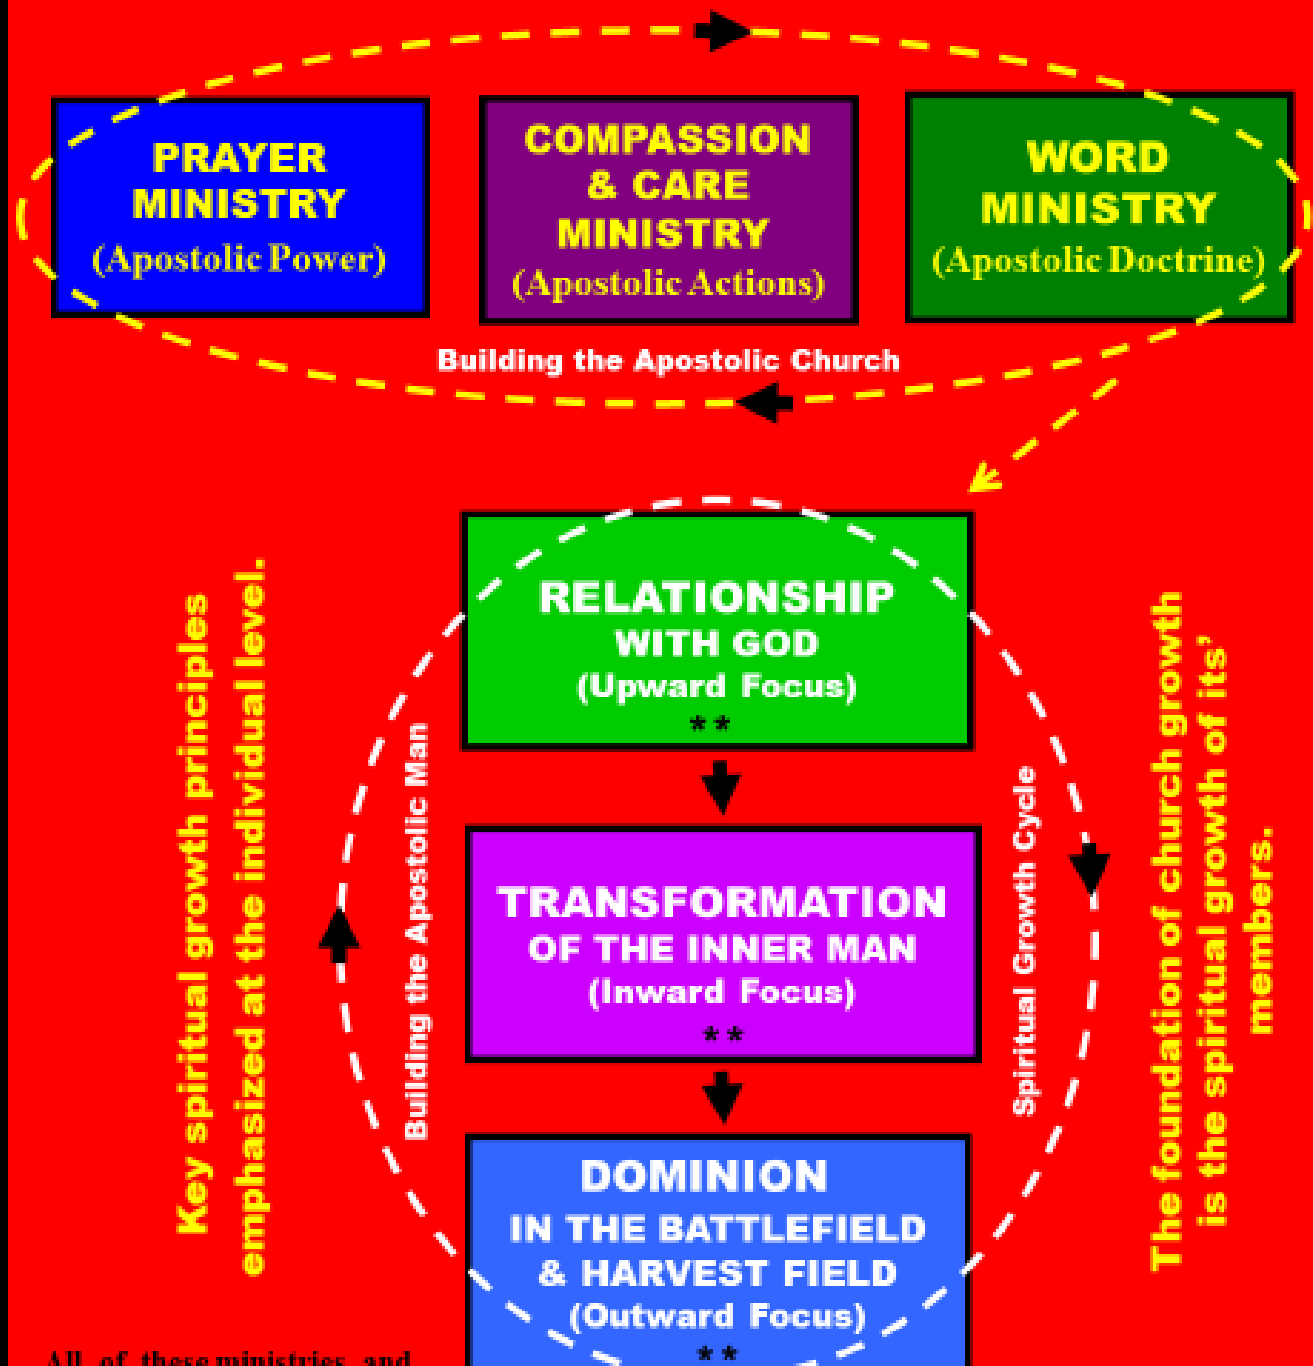 PRAYER
MINISTRY
(Apostolic Power)
COMPASSION
& CARE
MINISTRY
(Apostolic Actions)
WORD
MINISTRY
(Apostolic Doctrine)
Building the Apostolic Church
Key spiritual growth principles
emphasized at the individual level.
Building the Apostolic Man
RELATIONSHIP
WITH GOD
(Upward Focus)
**
TRANSFORMATION
OF THE INNER MAN
(Inward Focus)
**
DOMINION
IN THE BATTLEFIELD
& HARVEST FIELD
(Outward Focus)
**
Spiritual Growth Cycle
The foundation of church growth
is the spiritual growth of its’
members.
All of these ministries and